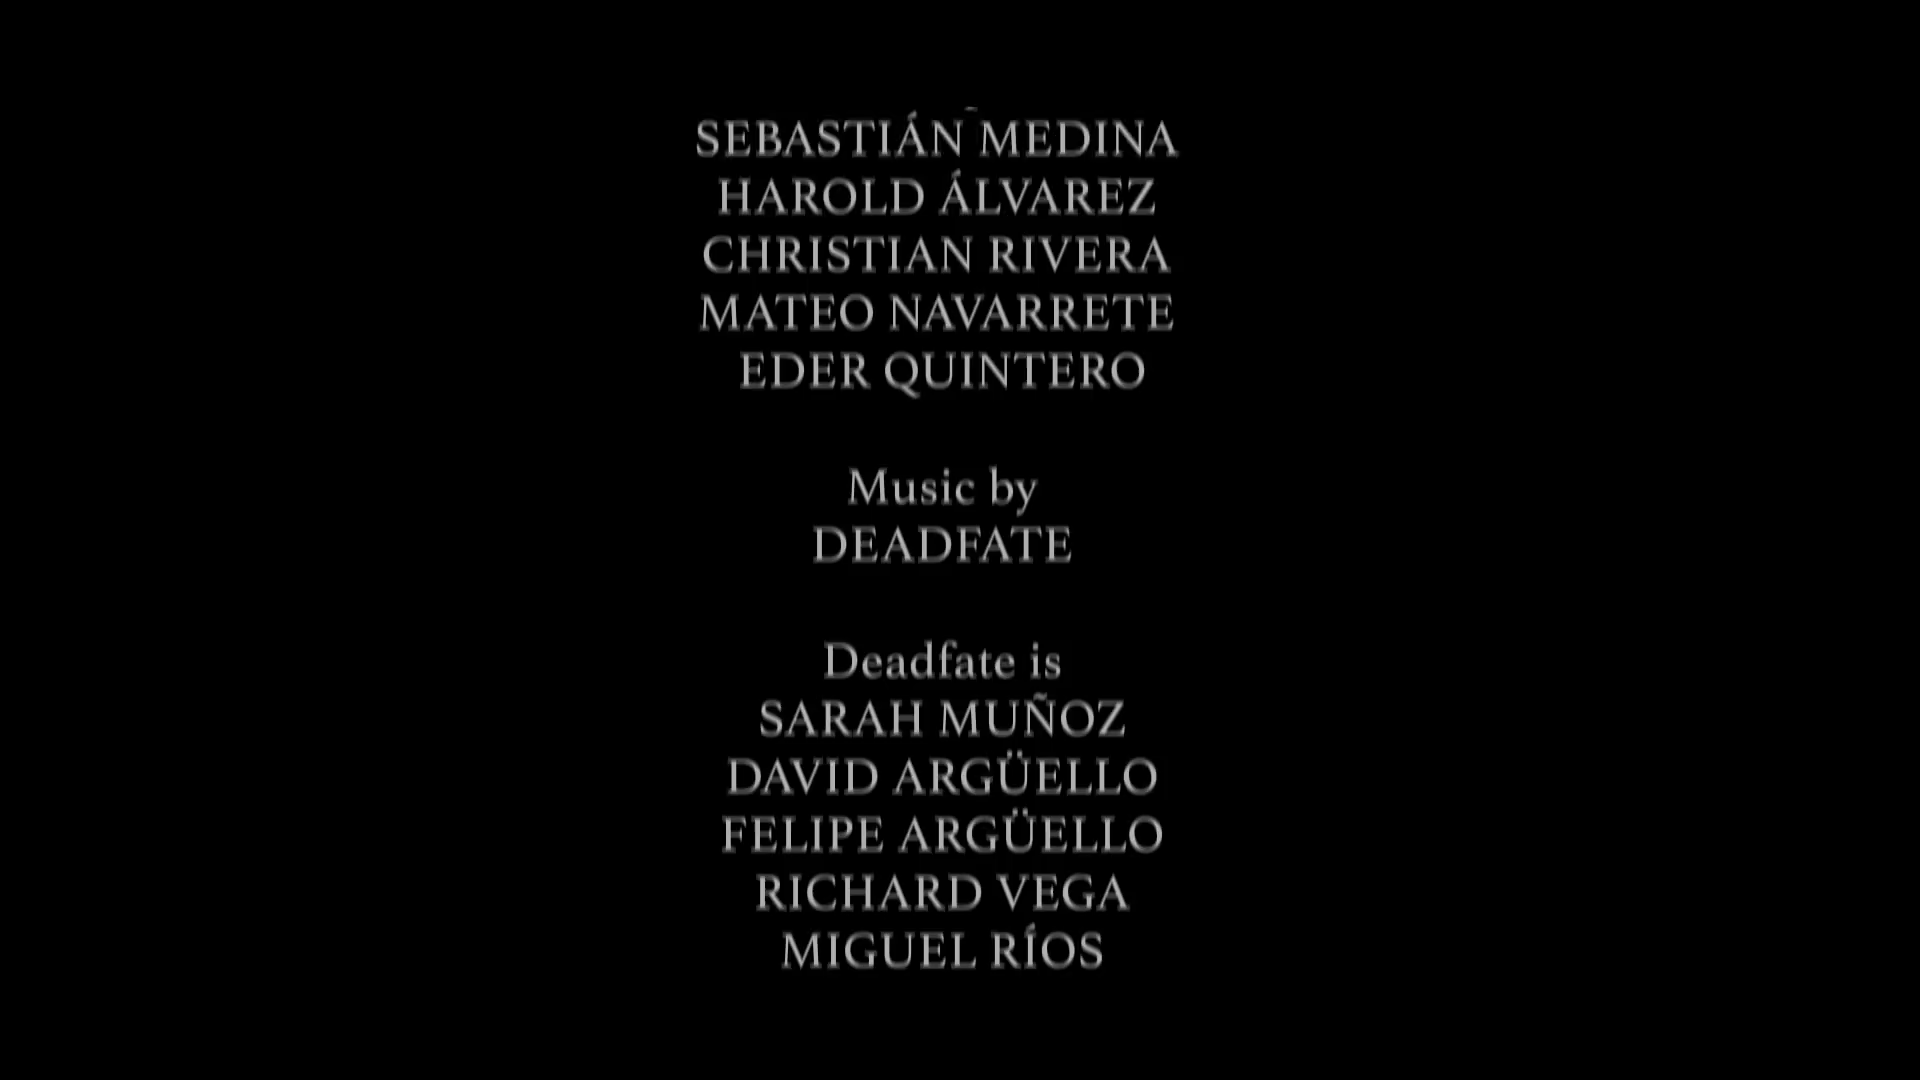 SEBASTIÁN MEDINA
HAROLD ÁLVAREZ
CHRISTIAN RIVERA
MATEO NAVARRETE
EDER QUINTERO
Music by
DEADFATE
Deadfate is
SARAH MUÑOZ
DAVID ARGÜELLO
FELIPE ARGÜELLO
RICHARD VEGA
MIGUEL RÍOS